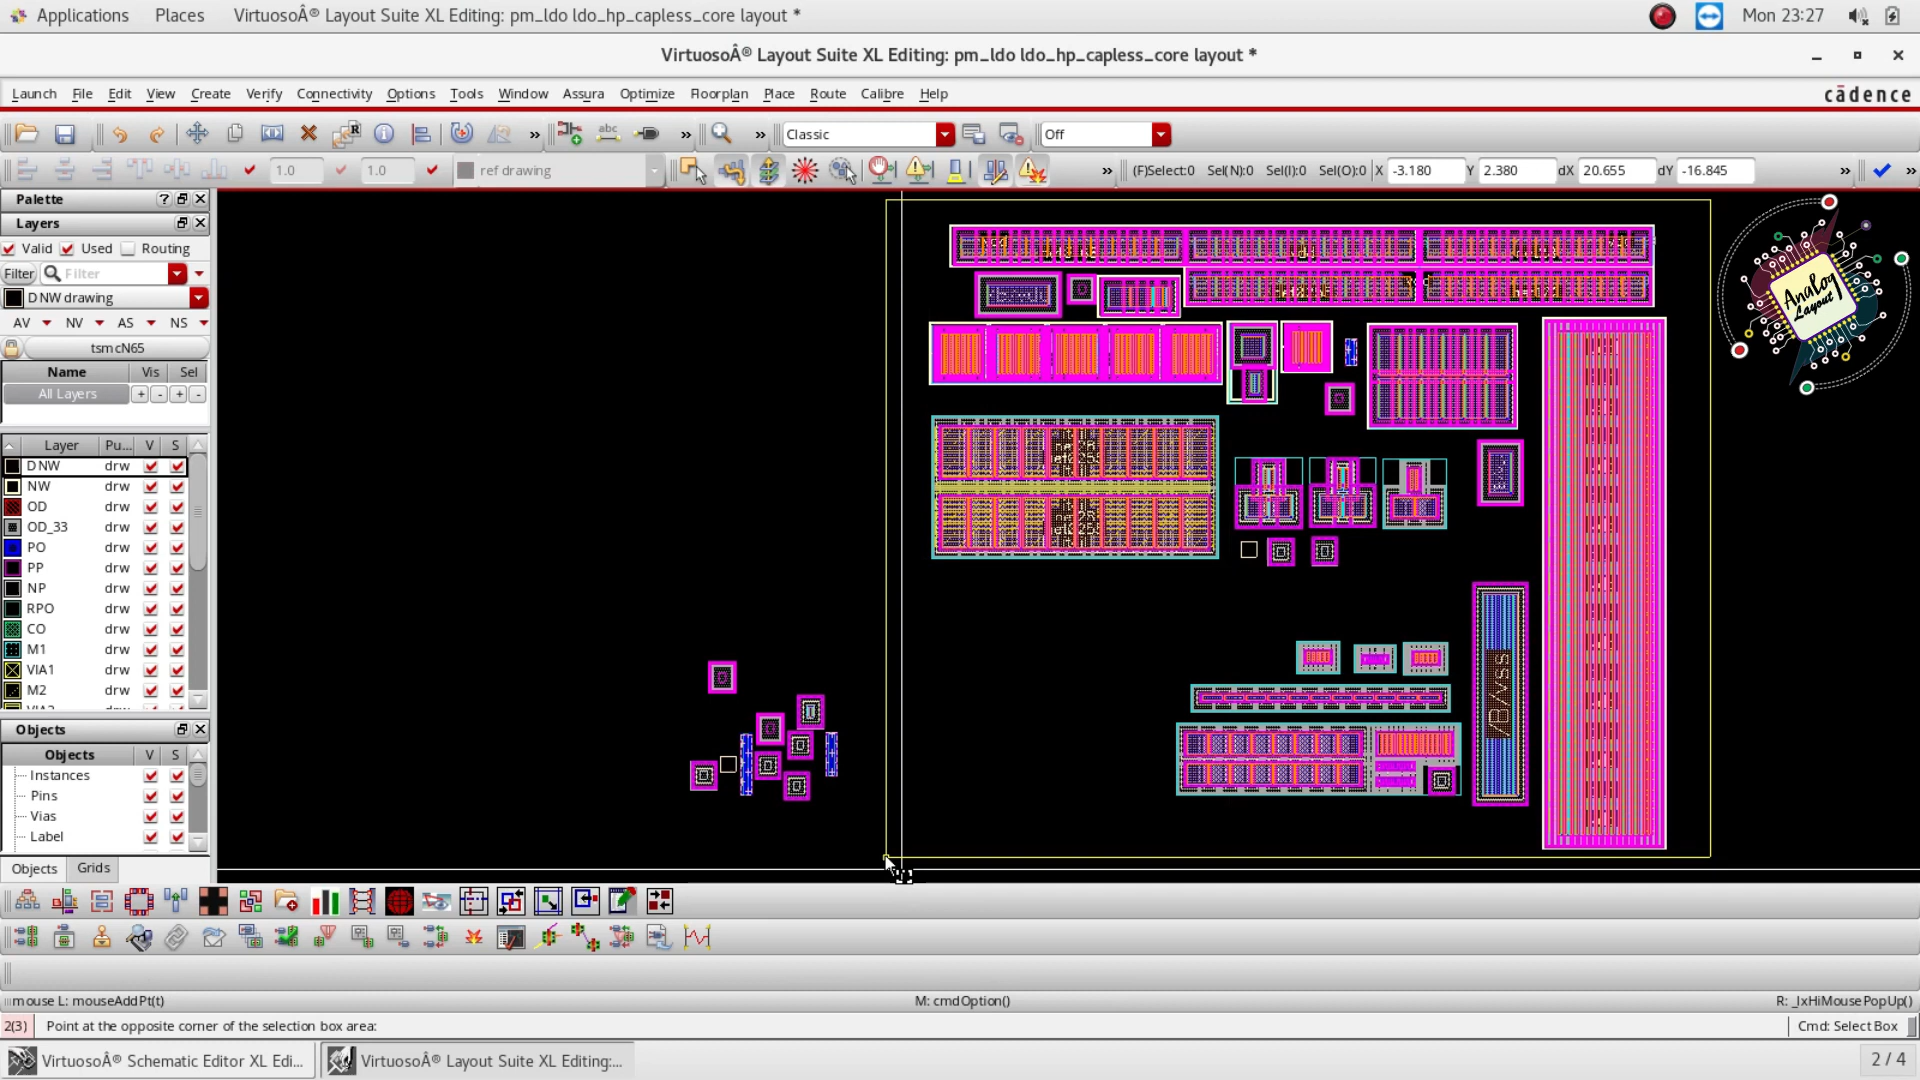 Applications Places VirtuosoÂ® Layout Suite XL Editing: pm_ldo ldo_hp_capless_core layout * Mon 23:27
VirtuosoÂ® Layout Suite XL Editing: pm_ldo ldo_hp_capless_core layout *
Launch File Edit View Create Verify Connectivity Options Tools Window Assura Optimize Floorplan Place Route Calibre Help cādence
R abc » Classic Off
1.0 1.0 ref drawing » (F)Select:0 Sel(N):0 Sel(I):0 Sel(O):0 X -3.180 Y 2.380 dX 20.655 dY -16.845 » »
Palette ?
Layers
Valid Used Routing
Filter Filter
DNW drawing
AV NV AS NS
tsmcN65
Name Vis Sel
All Layers + - + -
Layer Pu... V S
DNW drw
NW drw
OD drw
OD_33 drw
PO drw
PP drw
NP drw
RPO drw
CO drw
M1 drw
VIA1 drw
M2 drw
Objects
Objects V S
Instances
Pins
Vias
Label
Objects Grids
Analog
Layout
mouse L: mouseAddPt(t) M: cmdOption() R: _lxHiMousePopUp()
2(3) Point at the opposite corner of the selection box area: Cmd: Select Box
VirtuosoÂ® Schematic Editor XL Edi... VirtuosoÂ® Layout Suite XL Editing:... 2 / 4